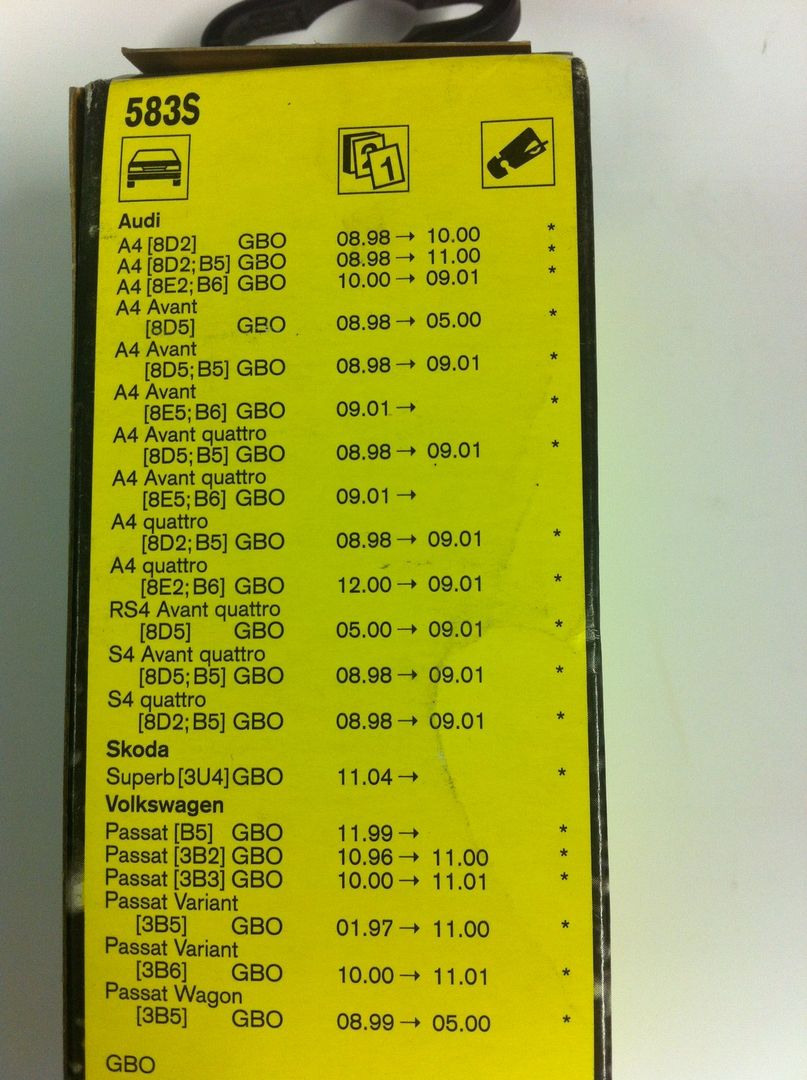 583S
2 1
Audi
A4 [8D2] GBO 08.98 → 10.00 *
A4 [8D2; B5] GBO 08.98 → 11.00 *
A4 [8E2; B6] GBO 10.00 → 09.01 *
A4 Avant
[8D5] GBO 08.98 → 05.00 *
A4 Avant
[8D5; B5] GBO 08.98 → 09.01 *
A4 Avant
[8E5; B6] GBO 09.01 → *
A4 Avant quattro
[8D5; B5] GBO 08.98 → 09.01 *
A4 Avant quattro
[8E5; B6] GBO 09.01 →
A4 quattro
[8D2; B5] GBO 08.98 → 09.01 *
A4 quattro
[8E2; B6] GBO 12.00 → 09.01 *
RS4 Avant quattro
[8D5] GBO 05.00 → 09.01 *
S4 Avant quattro
[8D5; B5] GBO 08.98 → 09.01 *
S4 quattro
[8D2; B5] GBO 08.98 → 09.01 *
Skoda
Superb [3U4] GBO 11.04 → *
Volkswagen
Passat [B5] GBO 11.99 → *
Passat [3B2] GBO 10.96 → 11.00 *
Passat [3B3] GBO 10.00 → 11.01 *
Passat Variant
[3B5] GBO 01.97 → 11.00 *
Passat Variant
[3B6] GBO 10.00 → 11.01 *
Passat Wagon
[3B5] GBO 08.99 → 05.00 *
GBO